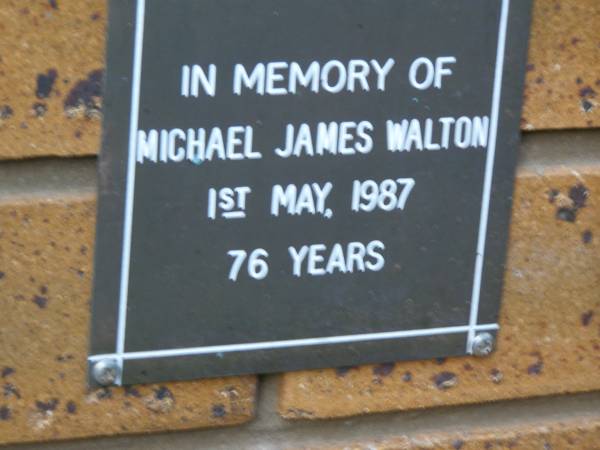 IN MEMORY OF
MICHAEL JAMES WALTON
1ST MAY, 1987
76 YEARS